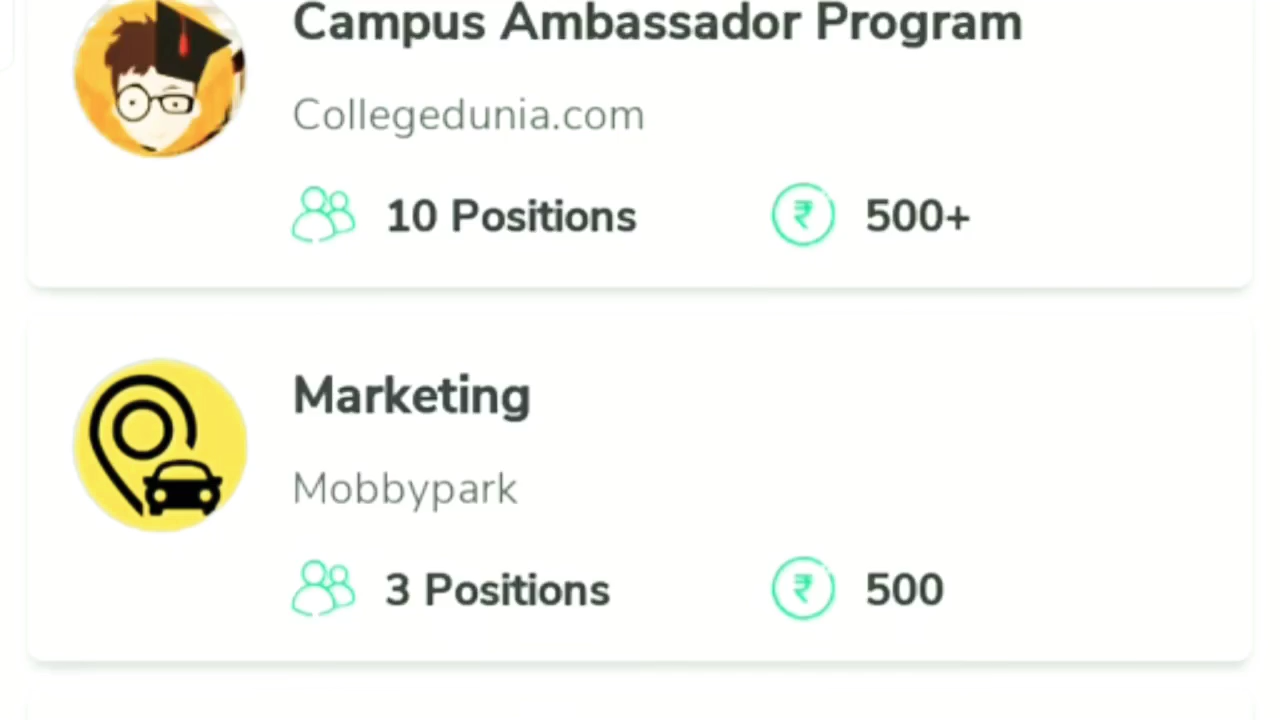 Campus Ambassador Program
Collegedunia.com
10 Positions
₹ 500+
Marketing
Mobbypark
3 Positions
₹ 500